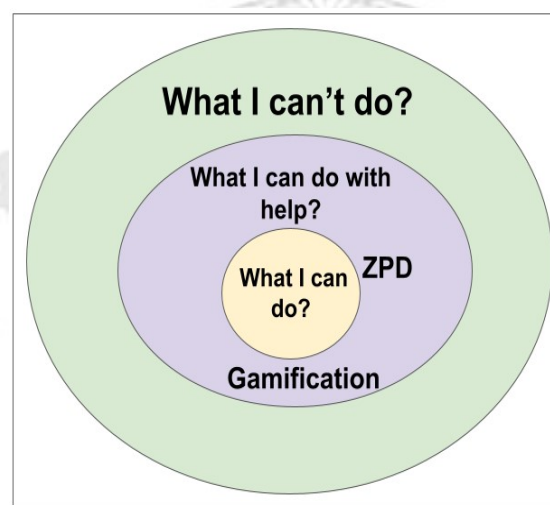 What I can't do?
What I can do with
help?
What I can
do?
ZPD
Gamification